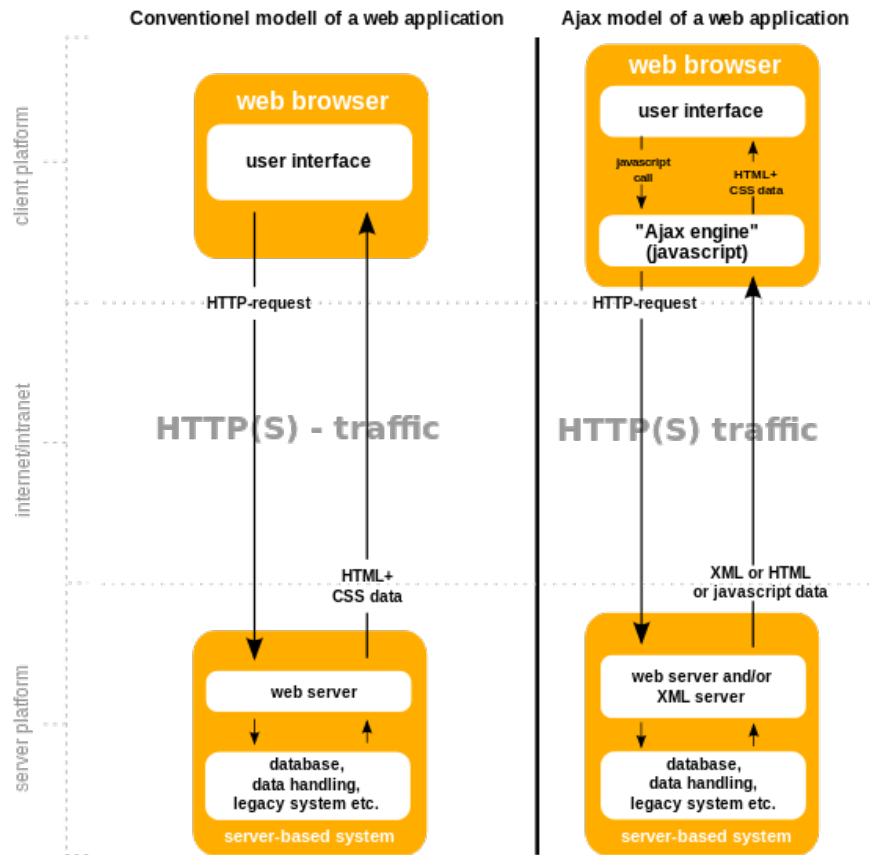 Conventionel modell of a web application
web browser
user interface
HTTP-request
HTTP(S) - traffic
HTML+
CSS data
web server
database,
data handling,
legacy system etc.
server-based system
Ajax model of a web application
web browser
user interface
javascript
call
HTML+
CSS data
"Ajax engine"
(javascript)
HTTP-request
HTTP(S) traffic
XML or HTML
or javascript data
web server and/or
XML server
database,
data handling,
legacy system etc.
server-based system
client platform
internet/intranet
server platform